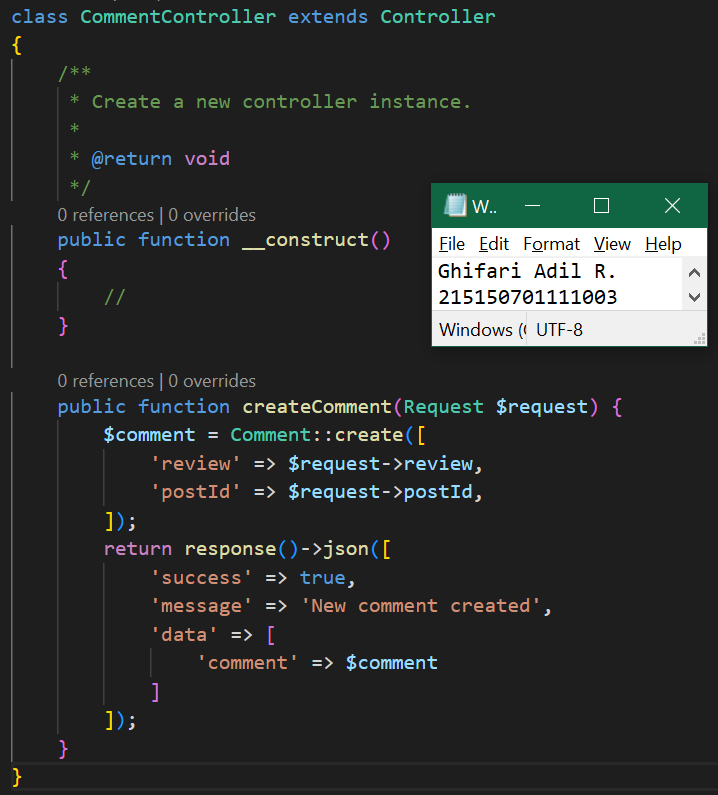 class CommentController extends Controller
{
/**
* Create a new controller instance.
*
* @return void
*/
0 references | 0 overrides
public function __construct()
{
//
}
0 references | 0 overrides
public function createComment(Request $request) {
$comment = Comment::create([
'review' => $request->review,
'postId' => $request->postId,
]);
return response()->json([
'success' => true,
'message' => 'New comment created',
'data' => [
'comment' => $comment
]
]);
}
}
W..
File Edit Format View Help
Ghifari Adil R.
215150701111003
Windows ( UTF-8